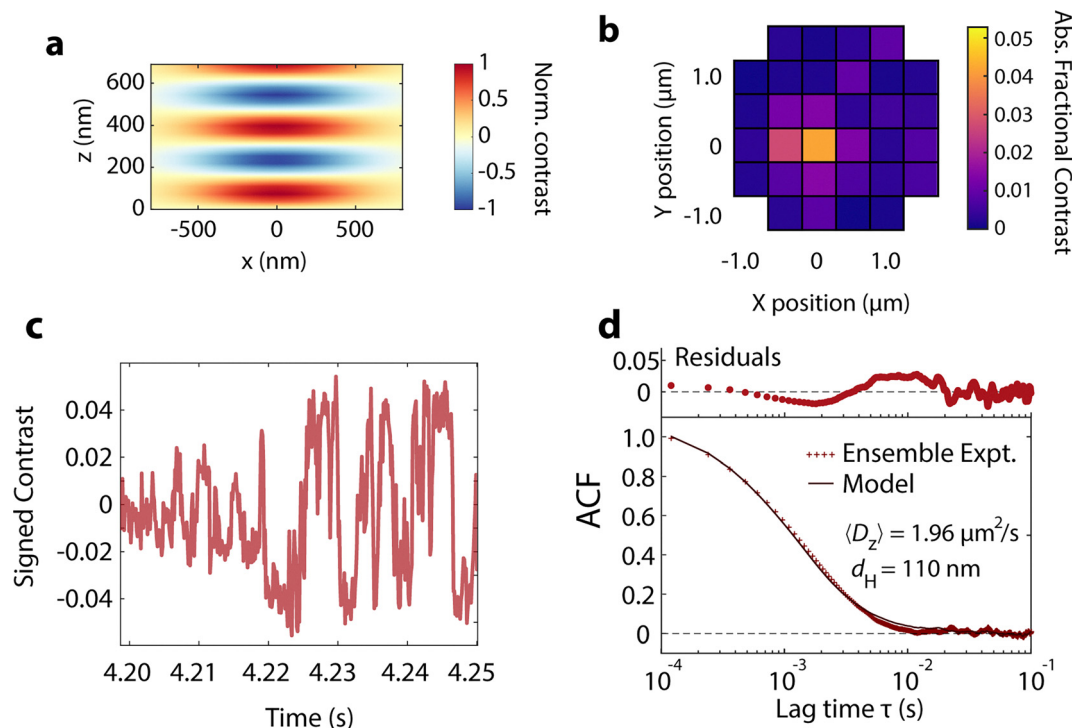 a
600
400
200
0
z (nm)
-500
0
500
x (nm)
1
0.5
0
-0.5
-1
Norm. contrast
b
1.0
0
-1.0
Y position (µm)
-1.0
0
1.0
X position (µm)
0.05
0.04
0.03
0.02
0.01
0
Abs. Fractional Contrast
c
0.04
0.02
0
-0.02
-0.04
Signed Contrast
4.20
4.21
4.22
4.23
4.24
4.25
Time (s)
d
0.05
0
Residuals
1.0
0.8
0.6
0.4
0.2
0
ACF
++++ Ensemble Expt.
— Model
⟨D_z⟩ = 1.96 µm²/s
d_H = 110 nm
10⁻⁴
10⁻³
10⁻²
10⁻¹
Lag time τ (s)